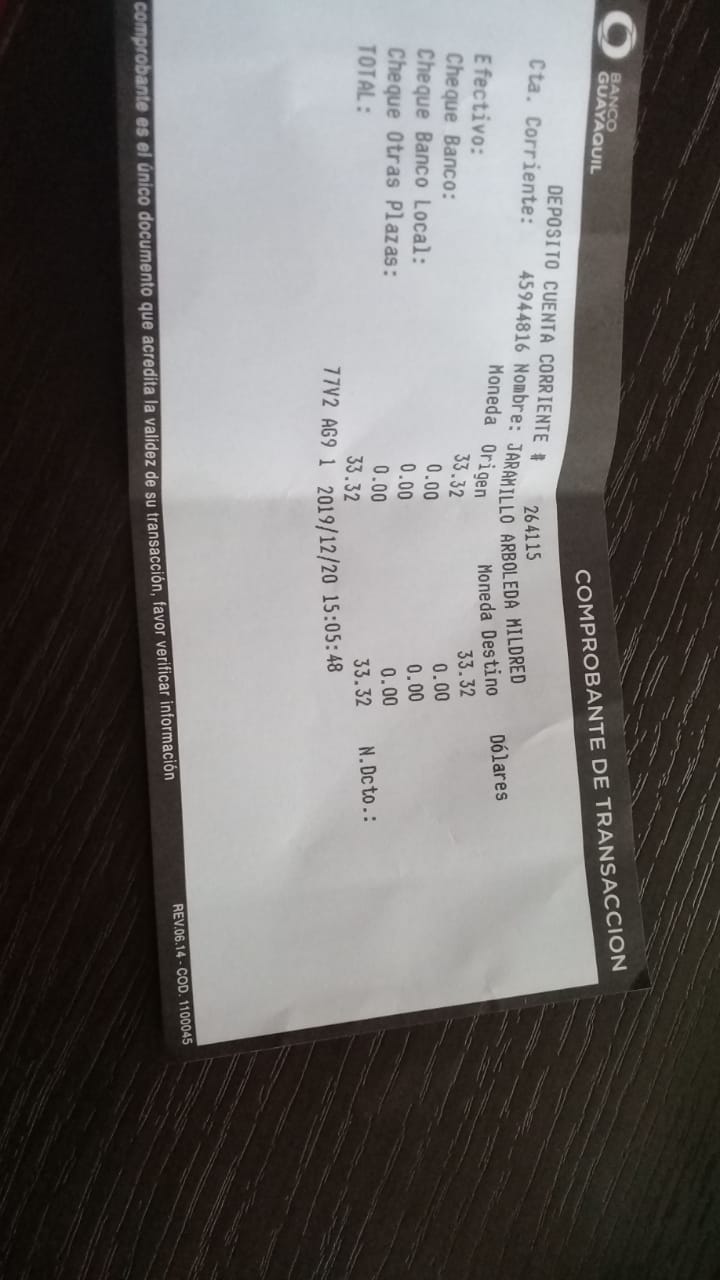 BANCO
GUAYAQUIL
COMPROBANTE DE TRANSACCION
DEPOSITO CUENTA CORRIENTE # 264115
Cta. Corriente: 45944816 Nombre: JARAMILLO ARBOLEDA MILDRED
Moneda Origen Moneda Destino Dólares
Efectivo: 33.32 33.32
Cheque Banco: 0.00 0.00
Cheque Banco Local: 0.00 0.00
Cheque Otras Plazas: 0.00 0.00
TOTAL: 33.32 33.32 N.Dcto.:
77V2 AG9 1 2019/12/20 15:05:48
comprobante es el único documento que acredita la validez de su transacción, favor verificar información
REV.06.14 - COD. 1100045